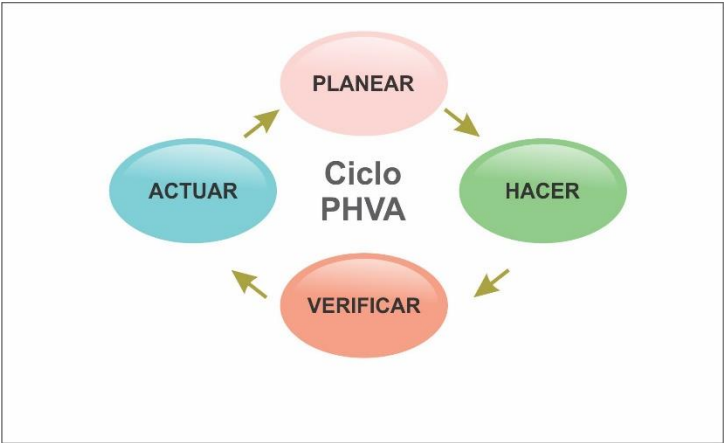 PLANEAR
ACTUAR
Ciclo
PHVA
HACER
VERIFICAR